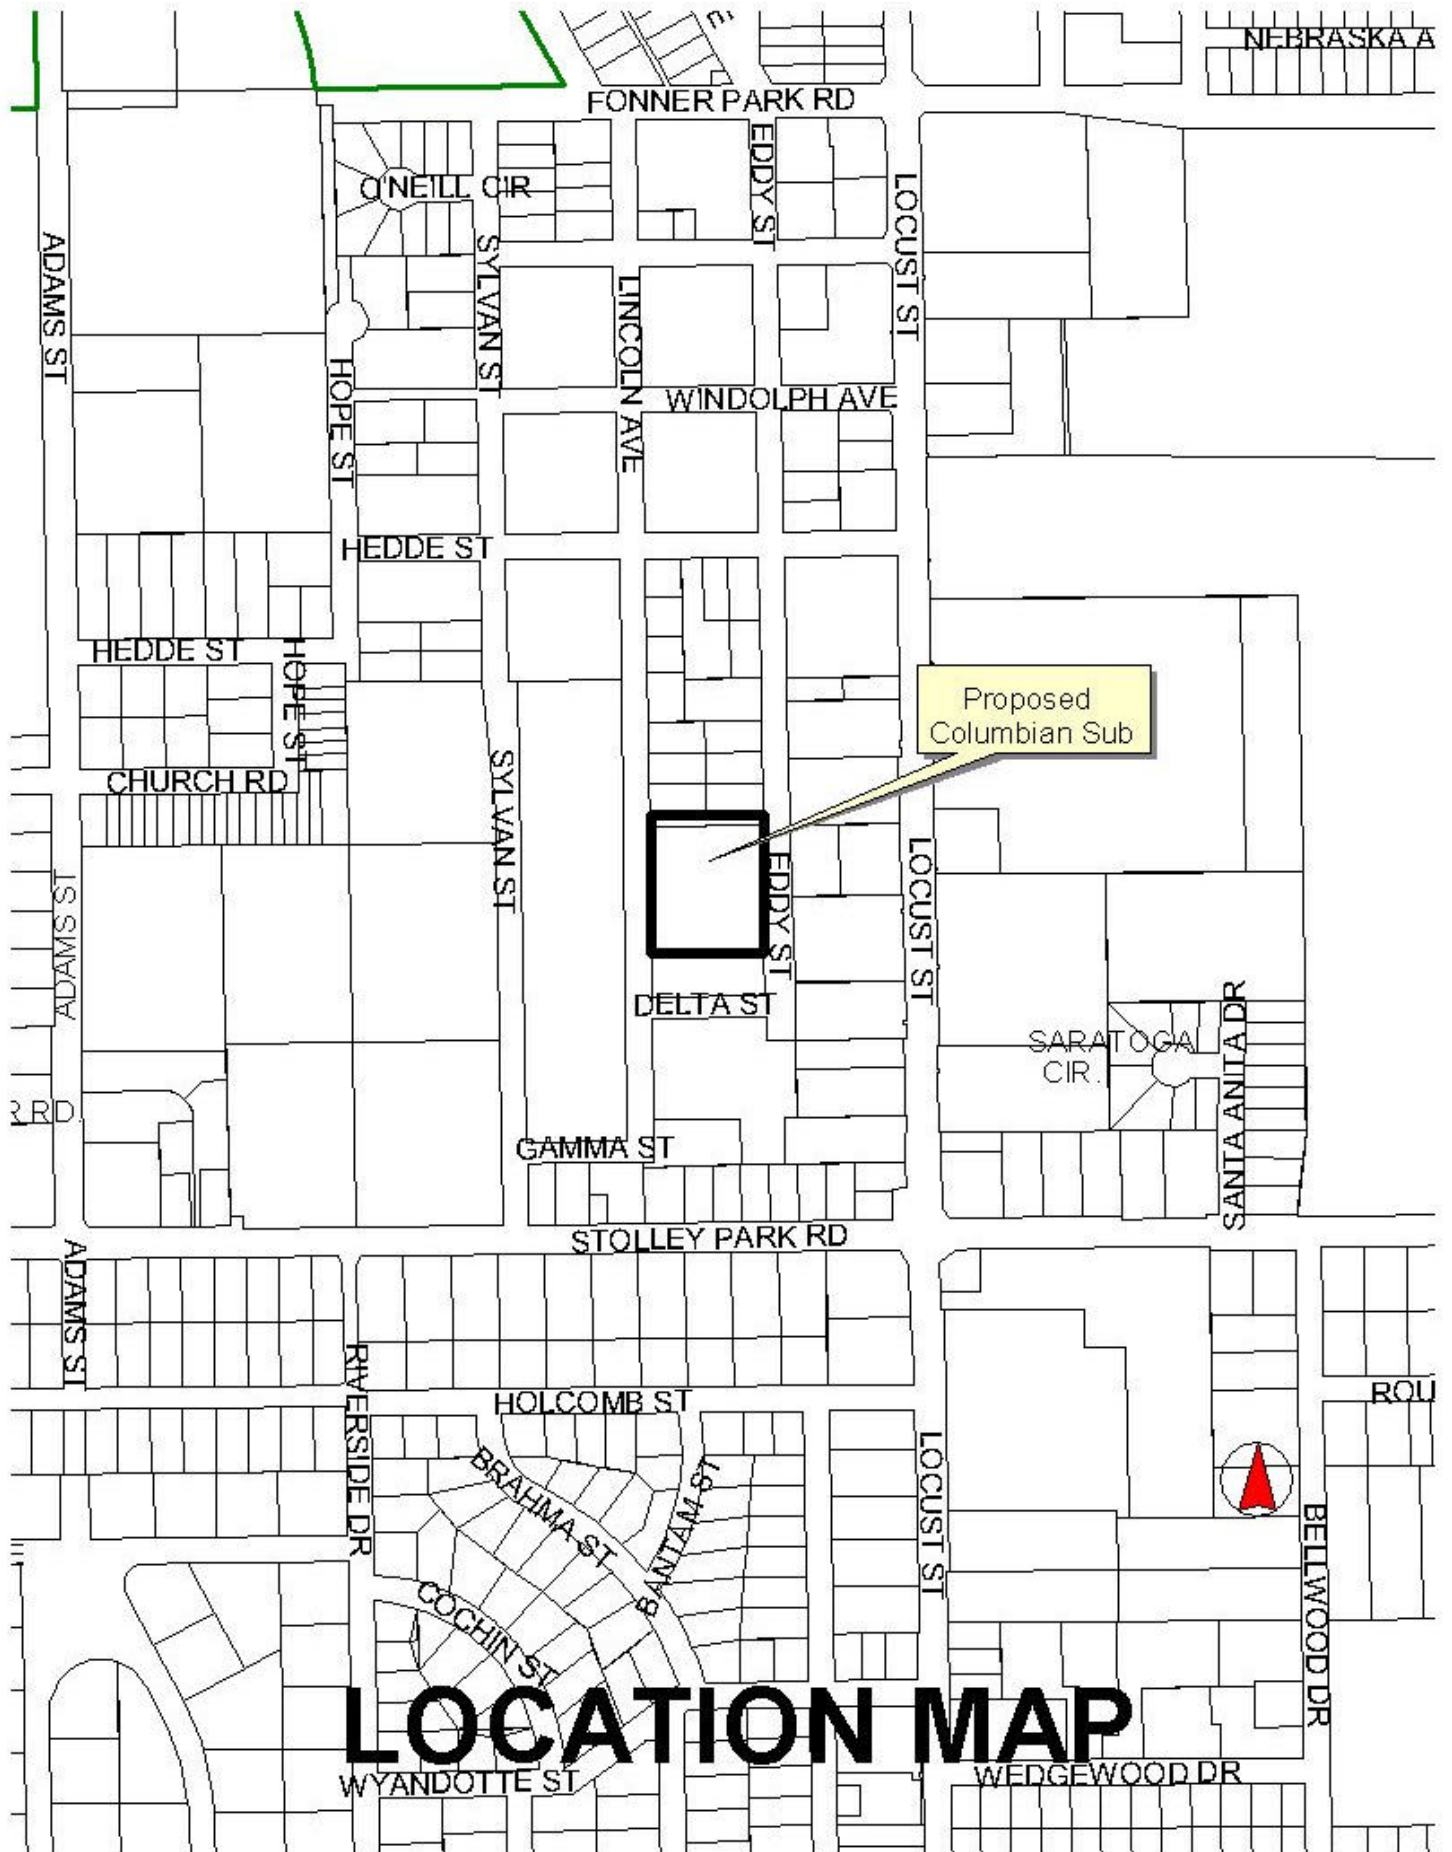 NEBRASKA A
FONNER PARK RD
EDDY ST
O'NEILL CIR
LOCUST ST
ADAMS ST
SYLVAN ST
LINCOLN AVE
HOPE ST
WINDOLPH AVE
HEDDE ST
HEDDE ST
HOPE ST
Proposed
Columbian Sub
CHURCH RD
SYLVAN ST
LOCUST ST
EDDY ST
ADAMS ST
DELTA ST
SANTA ANITA DR
SARATOGA
CIR.
R RD
GAMMA ST
STOLLEY PARK RD
ADAMS ST
RIVERSIDE DR
HOLCOMB ST
ROU
LOCUST ST
BRAHMA ST
BANTAM ST
BELLWOOD DR
COCHIN ST
LOCATION MAP
WYANDOTTE ST
WEDGEWOOD DR